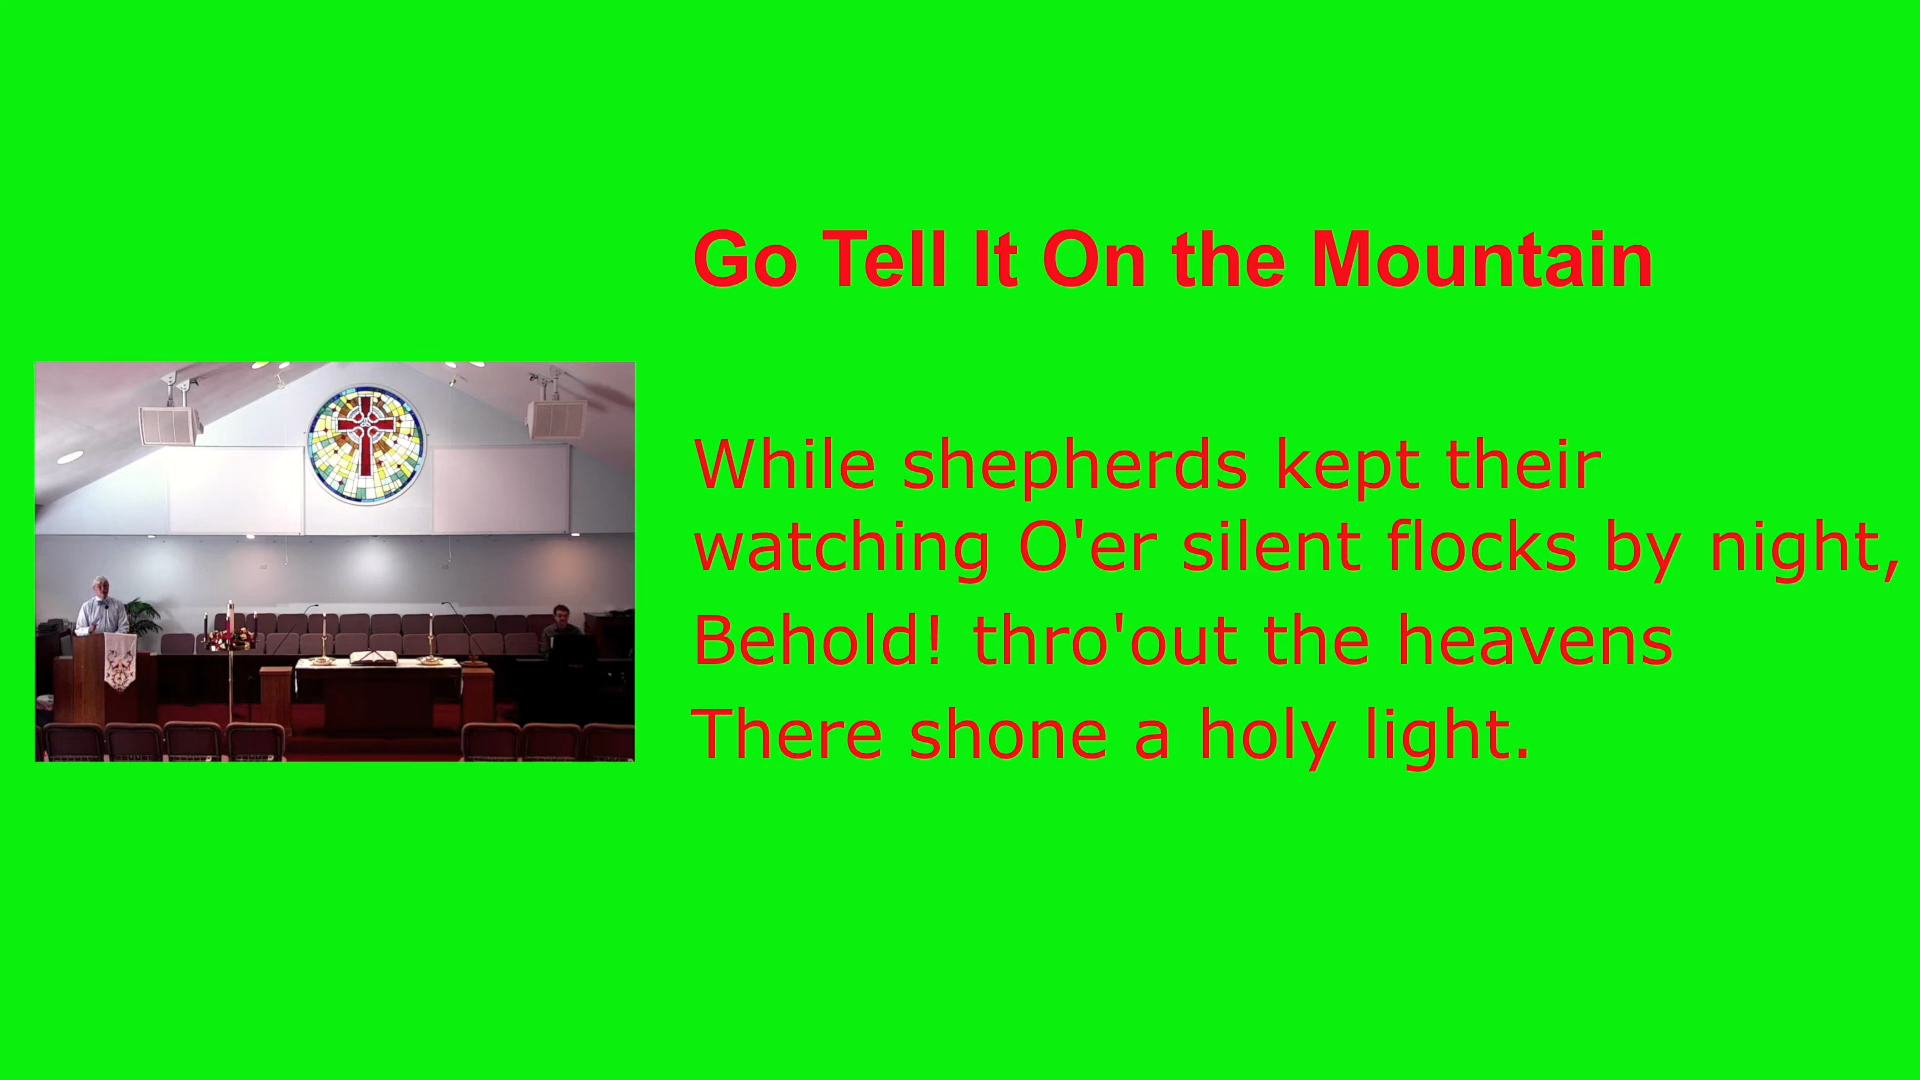 Go Tell It On the Mountain
While shepherds kept their
watching O'er silent flocks by night,
Behold! thro'out the heavens
There shone a holy light.